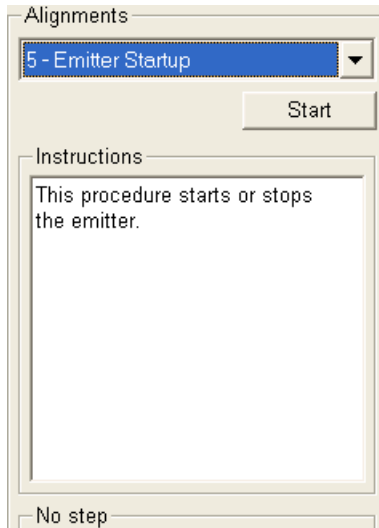 Alignments
5 - Emitter Startup
Start
Instructions
This procedure starts or stops
the emitter.
No step